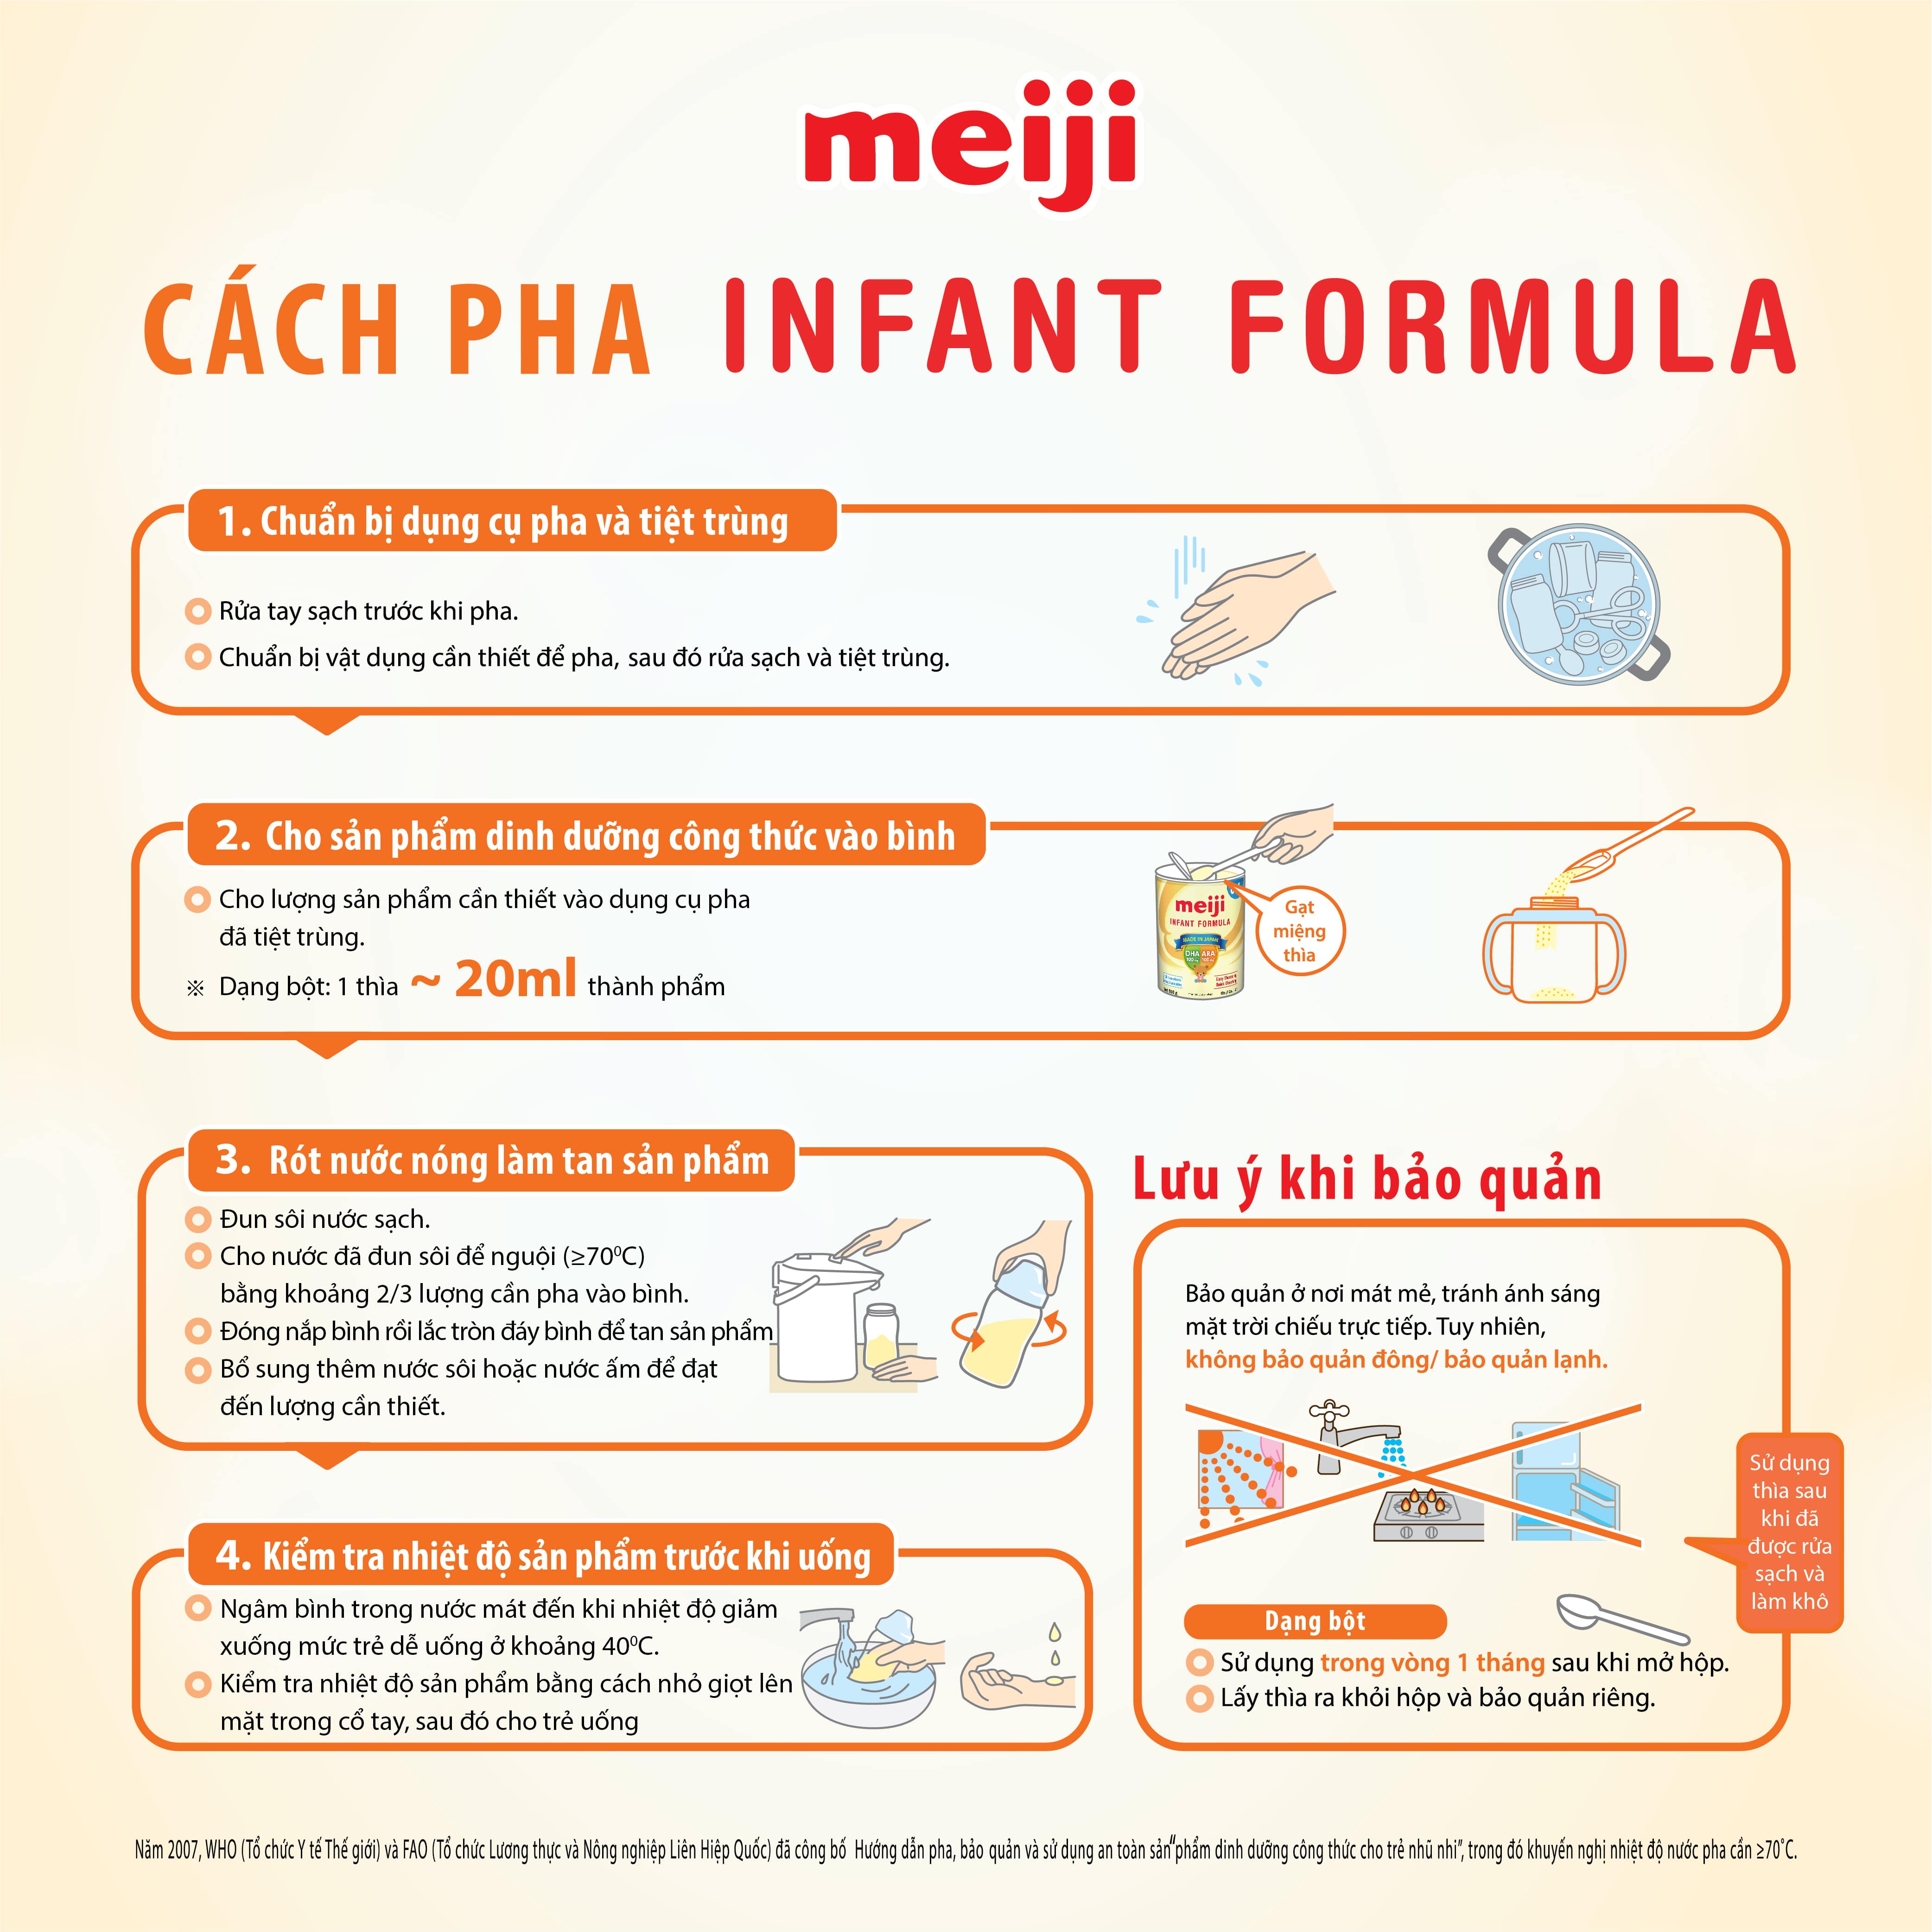 meiji
CÁCH PHA INFANT FORMULA
1. Chuẩn bị dụng cụ pha và tiệt trùng
Rửa tay sạch trước khi pha.
Chuẩn bị vật dụng cần thiết để pha, sau đó rửa sạch và tiệt trùng.
2. Cho sản phẩm dinh dưỡng công thức vào bình
Cho lượng sản phẩm cần thiết vào dụng cụ pha
đã tiệt trùng.
※ Dạng bột: 1 thìa ~ 20ml thành phẩm
meiji
INFANT FORMULA
MADE IN JAPAN
DHA ARA
Gạt
miệng
thìa
3. Rót nước nóng làm tan sản phẩm
Đun sôi nước sạch.
Cho nước đã đun sôi để nguội (≥70⁰C)
bằng khoảng 2/3 lượng cần pha vào bình.
Đóng nắp bình rồi lắc tròn đáy bình để tan sản phẩm
Bổ sung thêm nước sôi hoặc nước ấm để đạt
đến lượng cần thiết.
4. Kiểm tra nhiệt độ sản phẩm trước khi uống
Ngâm bình trong nước mát đến khi nhiệt độ giảm
xuống mức trẻ dễ uống ở khoảng 40⁰C.
Kiểm tra nhiệt độ sản phẩm bằng cách nhỏ giọt lên
mặt trong cổ tay, sau đó cho trẻ uống
Lưu ý khi bảo quản
Bảo quản ở nơi mát mẻ, tránh ánh sáng
mặt trời chiếu trực tiếp. Tuy nhiên,
không bảo quản đông/ bảo quản lạnh.
Sử dụng
thìa sau
khi đã
được rửa
sạch và
làm khô
Dạng bột
Sử dụng trong vòng 1 tháng sau khi mở hộp.
Lấy thìa ra khỏi hộp và bảo quản riêng.
Năm 2007, WHO (Tổ chức Y tế Thế giới) và FAO (Tổ chức Lương thực và Nông nghiệp Liên Hiệp Quốc) đã công bố Hướng dẫn pha, bảo quản và sử dụng an toàn sản“phẩm dinh dưỡng công thức cho trẻ nhũ nhi”, trong đó khuyến nghị nhiệt độ nước pha cần ≥70°C.